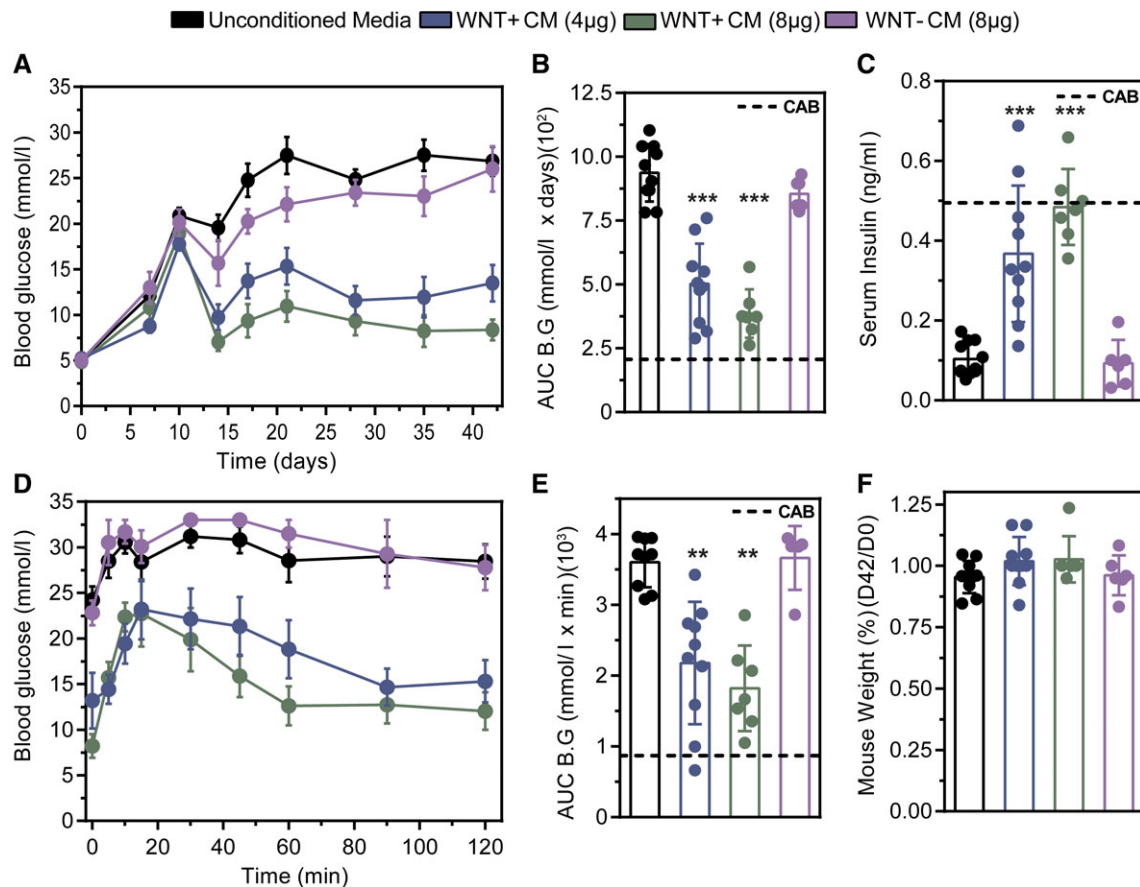 Unconditioned Media WNT+CM (4µg) WNT+CM (8µg) WNT-CM (8µg)
A
Blood glucose (mmol/l)
35
30
25
20
15
10
5
0
0 5 10 15 20 25 30 35 40
Time (days)
B
AUC B.G (mmol/l x days)(10²)
12.5
10.0
7.5
5.0
2.5
0
CAB
*** ***
C
Serum Insulin (ng/ml)
0.8
0.6
0.4
0.2
0.0
CAB
*** ***
D
Blood glucose (mmol/l)
35
30
25
20
15
10
5
0
0 20 40 60 80 100 120
Time (min)
E
AUC B.G (mmol/ l x min)(10³)
4
3
2
1
0
CAB
** **
F
Mouse Weight (%)(D42/D0)
1.25
1.00
0.75
0.50
0.25
0.00